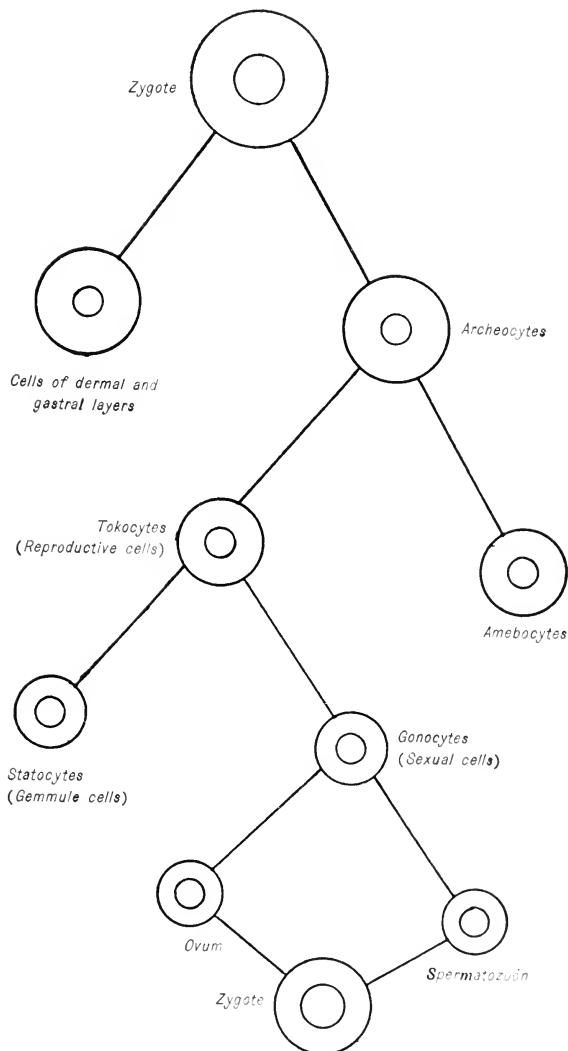 Zygote
Archeocytes
Cells of dermal and
gastral layers
Tokocytes
(Reproductive cells)
Amebocytes
Gonocytes
(Sexual cells)
Statocytes
(Gemmule cells)
Ovum
Spermatozoön
Zygote